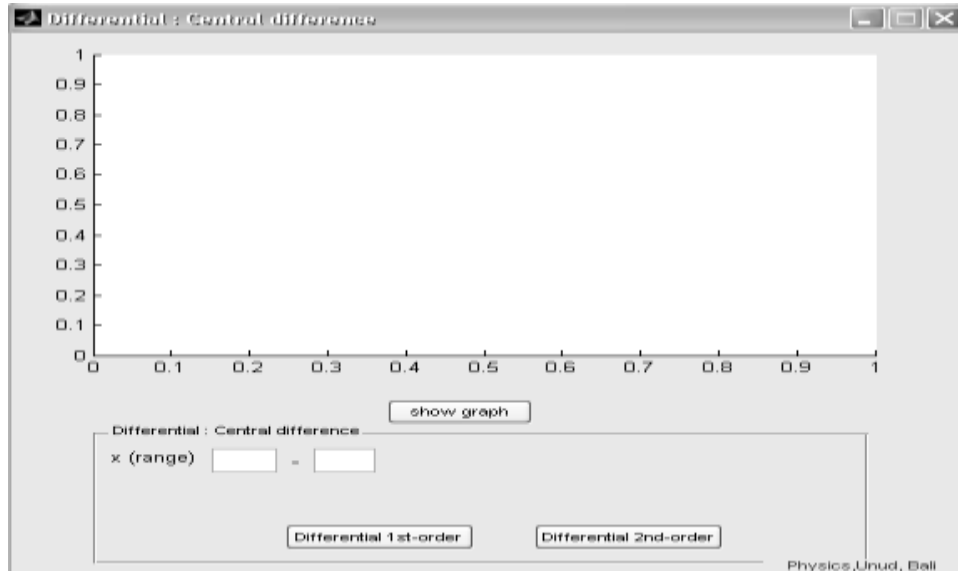 Differential : Central difference
1
0.9
0.8
0.7
0.6
0.5
0.4
0.3
0.2
0.1
0
0 0.1 0.2 0.3 0.4 0.5 0.6 0.7 0.8 0.9 1
show graph
Differential : Central difference
x (range) -
Differential 1st-order Differential 2nd-order
Physics,Unud, Bali